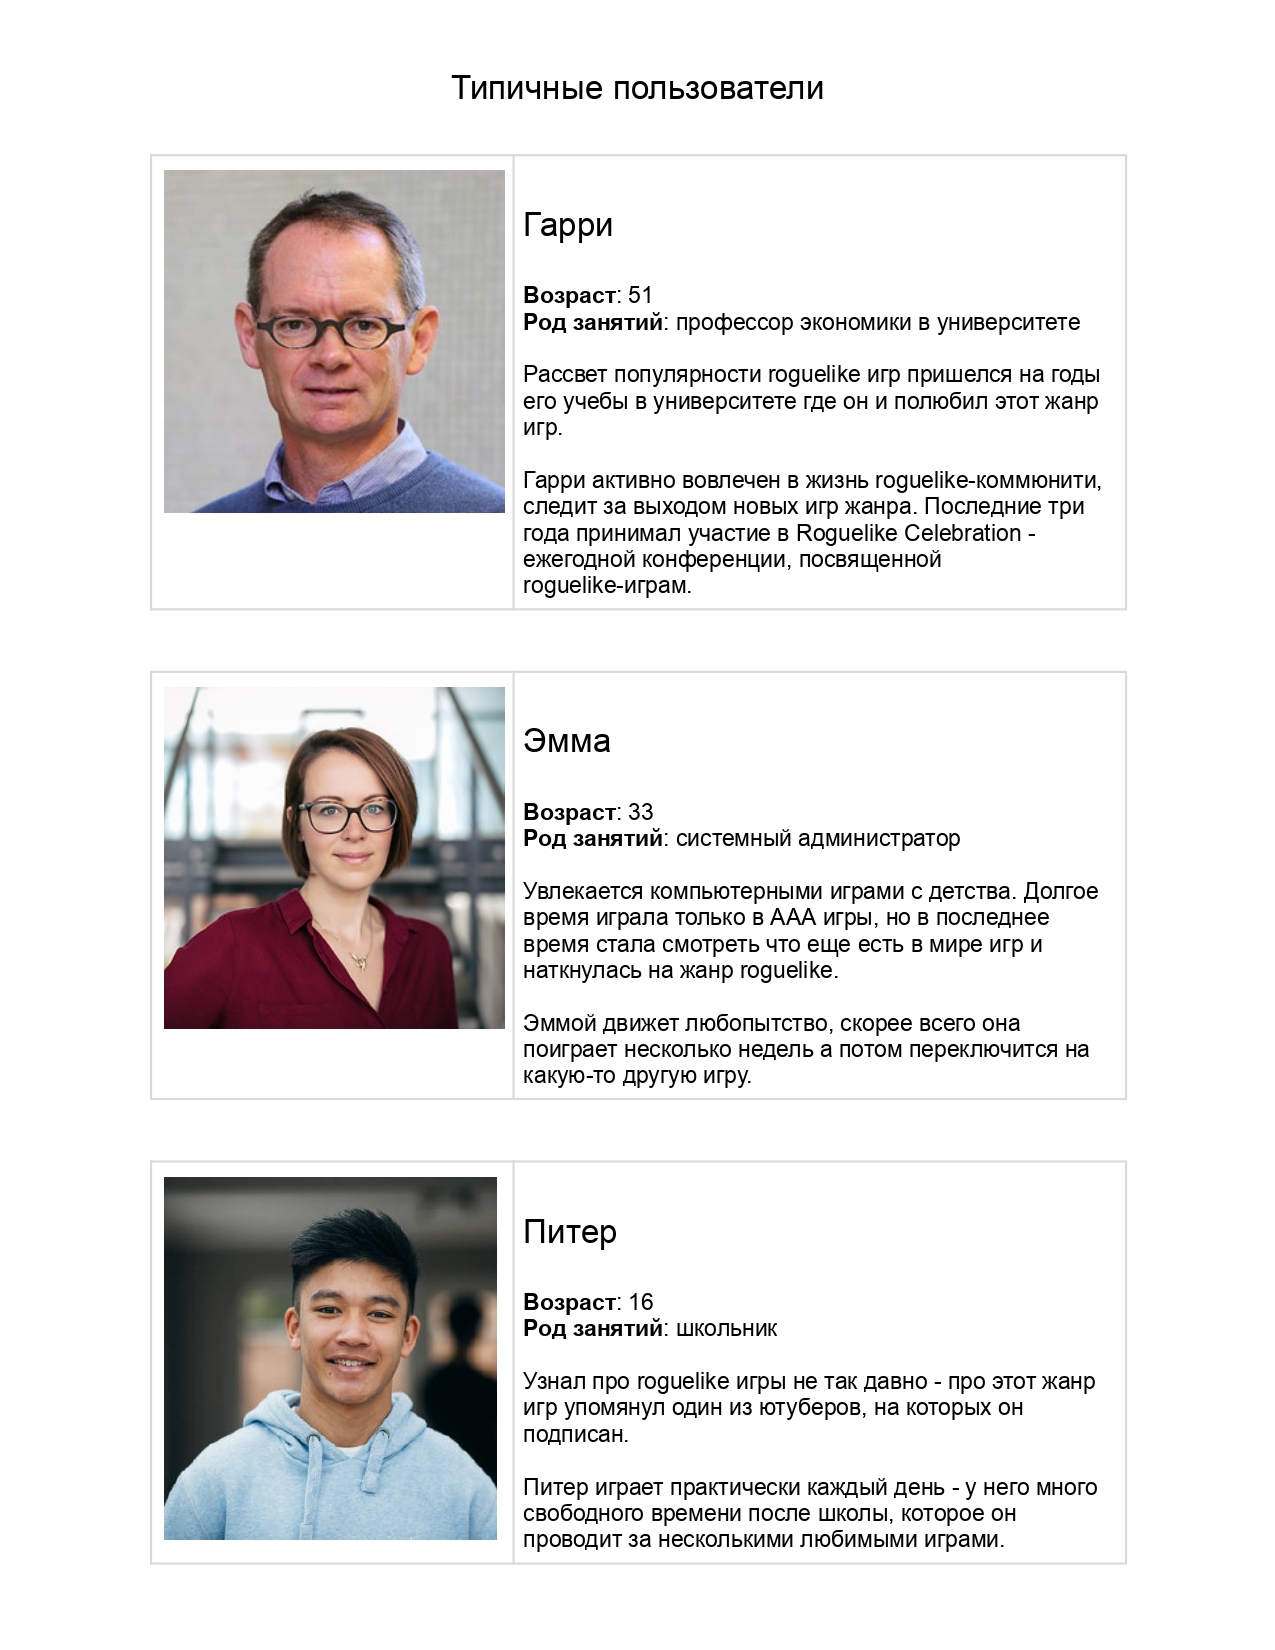 Типичные пользователи
Гарри
Возраст: 51
Род занятий: профессор экономики в университете
Рассвет популярности roguelike игр пришелся на годы
его учебы в университете где он и полюбил этот жанр
игр.
Гарри активно вовлечен в жизнь roguelike-коммюнити,
следит за выходом новых игр жанра. Последние три
года принимал участие в Roguelike Celebration -
ежегодной конференции, посвященной
roguelike-играм.
Эмма
Возраст: 33
Род занятий: системный администратор
Увлекается компьютерными играми с детства. Долгое
время играла только в ААА игры, но в последнее
время стала смотреть что еще есть в мире игр и
наткнулась на жанр roguelike.
Эммой движет любопытство, скорее всего она
поиграет несколько недель а потом переключится на
какую-то другую игру.
Питер
Возраст: 16
Род занятий: школьник
Узнал про roguelike игры не так давно - про этот жанр
игр упомянул один из ютуберов, на которых он
подписан.
Питер играет практически каждый день - у него много
свободного времени после школы, которое он
проводит за несколькими любимыми играми.